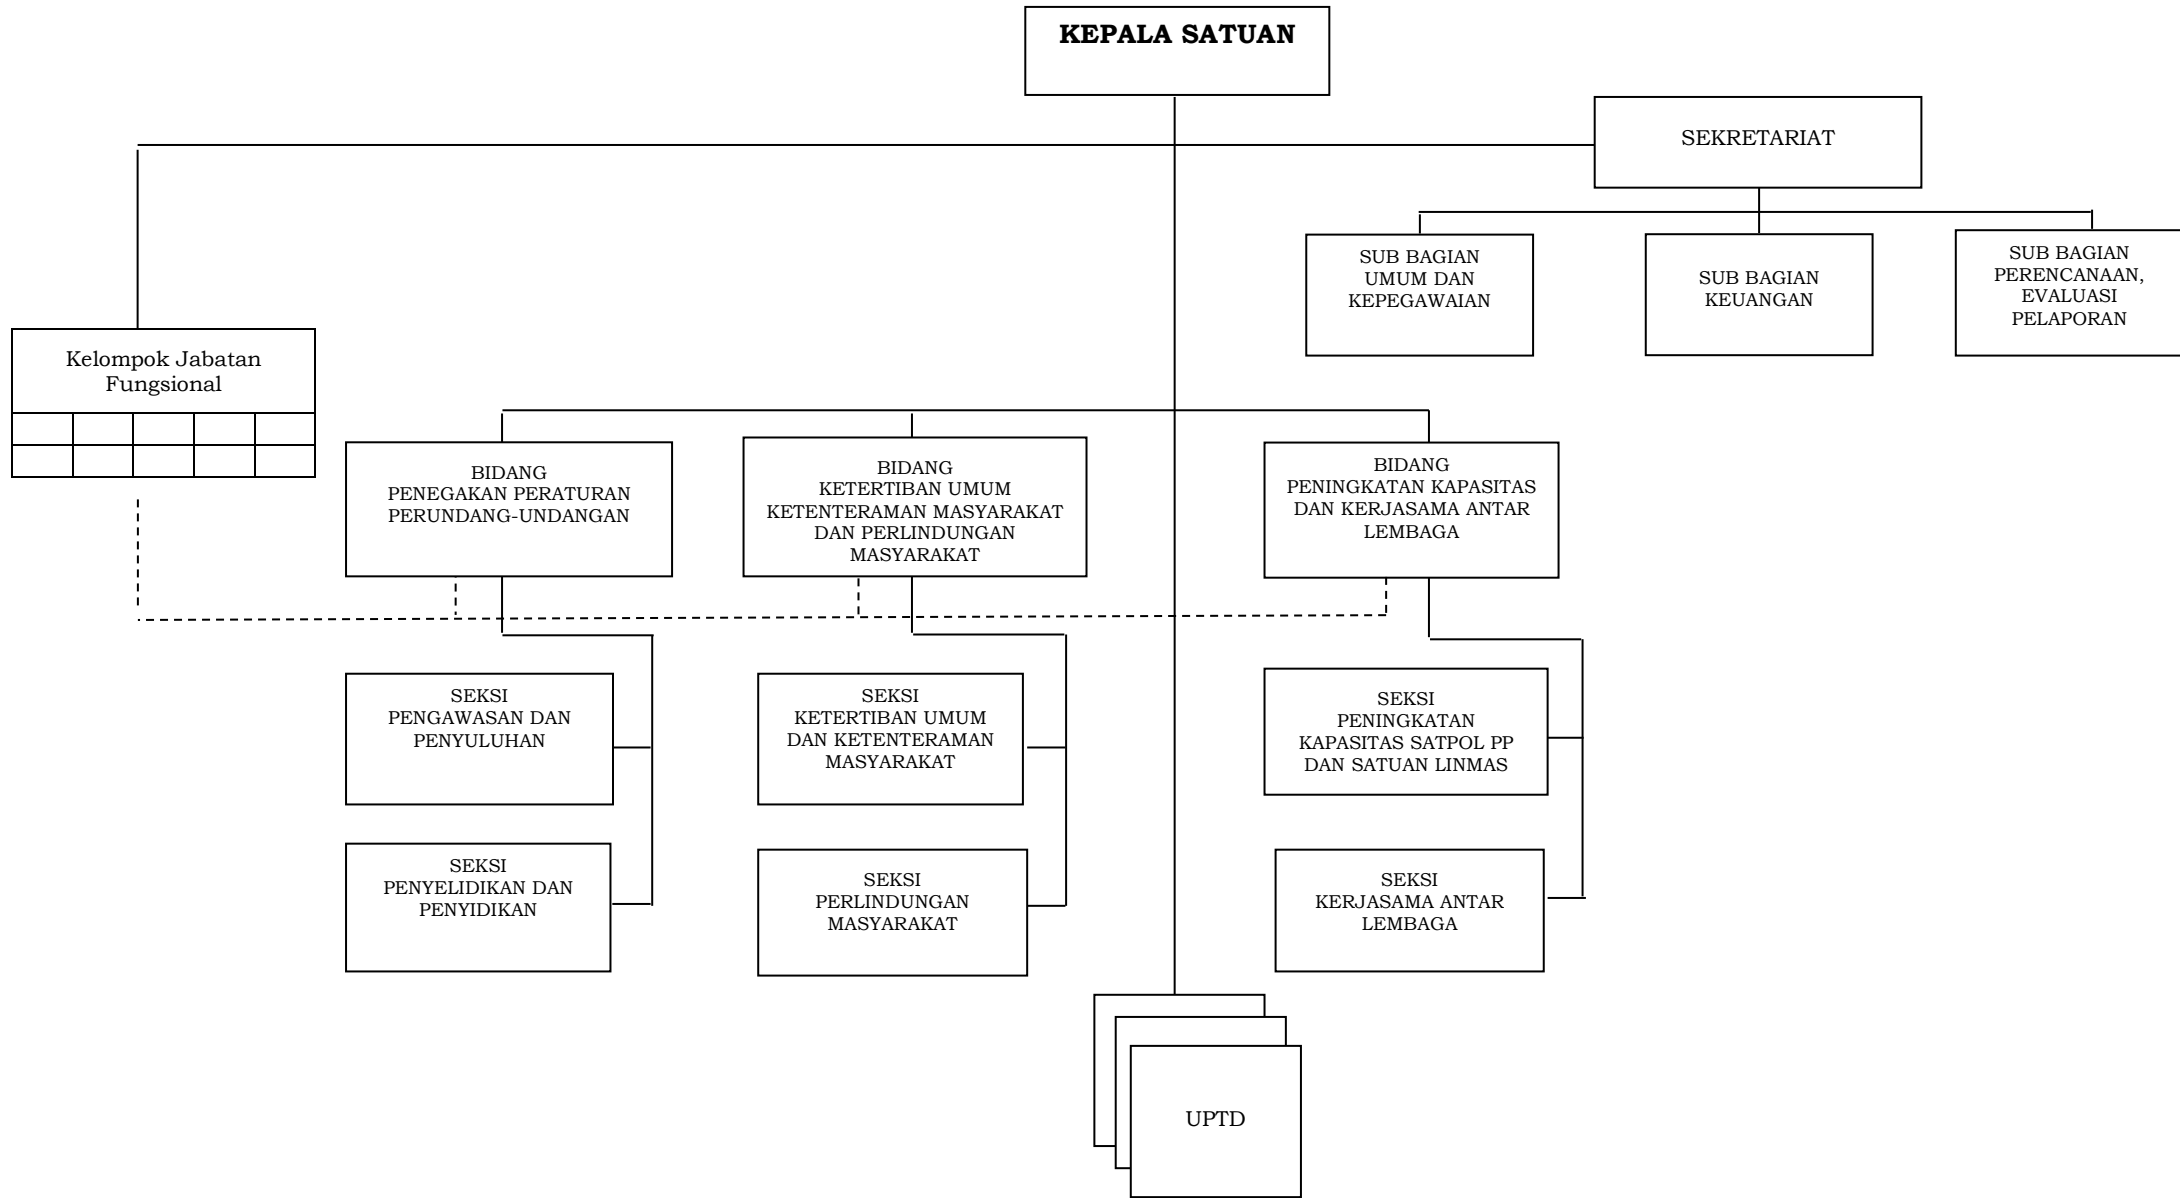 KEPALA SATUAN
SEKRETARIAT
SUB BAGIAN
UMUM DAN
KEPEGAWAIAN
SUB BAGIAN
KEUANGAN
SUB BAGIAN
PERENCANAAN,
EVALUASI
PELAPORAN
Kelompok Jabatan
Fungsional
BIDANG
PENEGAKAN PERATURAN
PERUNDANG-UNDANGAN
BIDANG
KETERTIBAN UMUM
KETENTERAMAN MASYARAKAT
DAN PERLINDUNGAN
MASYARAKAT
BIDANG
PENINGKATAN KAPASITAS
DAN KERJASAMA ANTAR
LEMBAGA
SEKSI
PENGAWASAN DAN
PENYULUHAN
SEKSI
KETERTIBAN UMUM
DAN KETENTERAMAN
MASYARAKAT
SEKSI
PENINGKATAN
KAPASITAS SATPOL PP
DAN SATUAN LINMAS
SEKSI
PENYELIDIKAN DAN
PENYIDIKAN
SEKSI
PERLINDUNGAN
MASYARAKAT
SEKSI
KERJASAMA ANTAR
LEMBAGA
UPTD